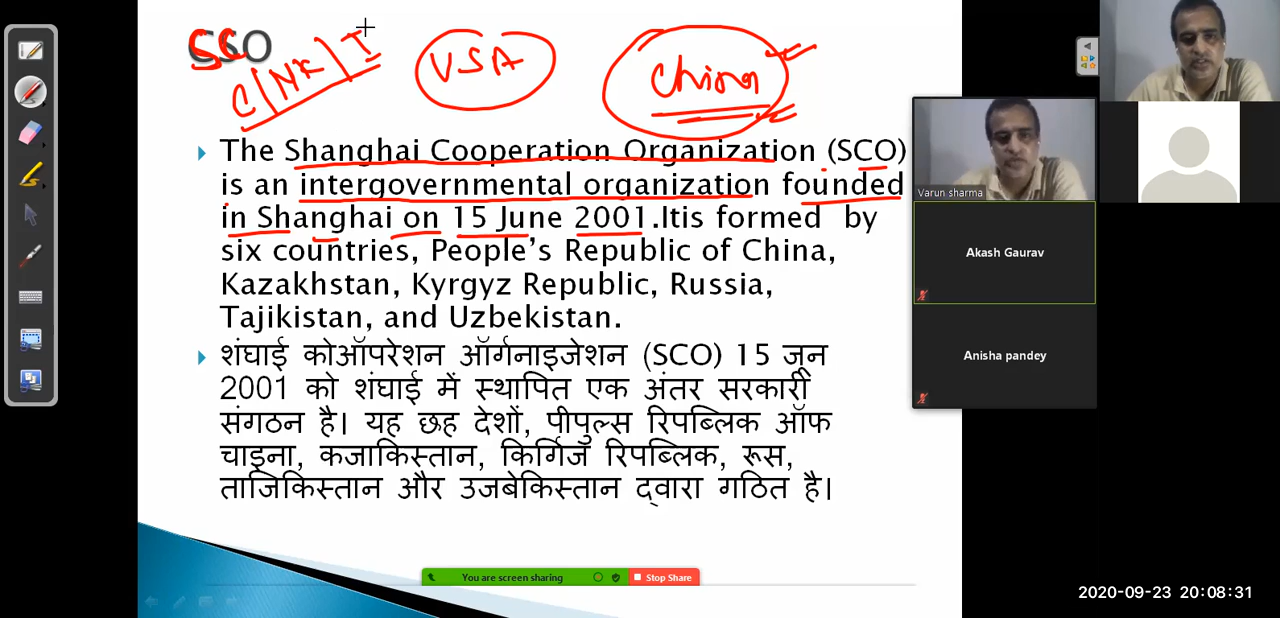 SCO
USA
China
The Shanghai Cooperation Organization (SCO)
is an intergovernmental organization founded
in Shanghai on 15 June 2001.Itis formed by
six countries, People's Republic of China,
Kazakhstan, Kyrgyz Republic, Russia,
Tajikistan, and Uzbekistan.
शंघाई कोऑपरेशन ऑर्गनाइजेशन (SCO) 15 जून
2001 को शंघाई में स्थापित एक अंतर सरकारी
संगठन है। यह छह देशों, पीपुल्स रिपब्लिक ऑफ
चाइना, कजाकिस्तान, किर्गिज रिपब्लिक, रूस,
ताजिकिस्तान और उजबेकिस्तान द्वारा गठित है।
Varun sharma
Akash Gaurav
Anisha pandey
You are screen sharing
Stop Share
2020-09-23 20:08:31